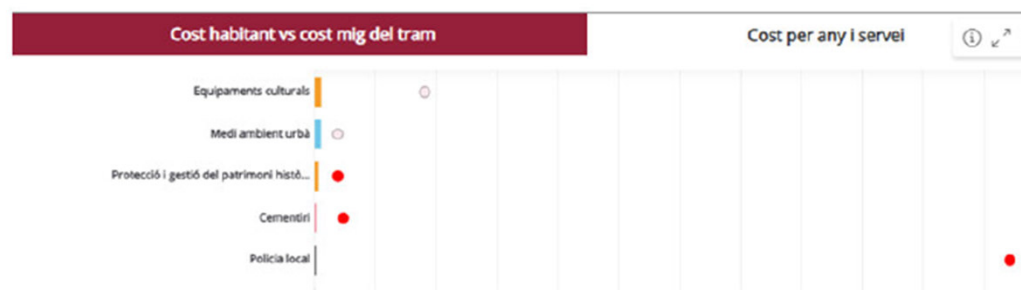 Cost habitant vs cost mig del tram
Cost per any i servei
Equipaments culturals
Medi ambient urbà
Protecció i gestió del patrimoni histò...
Cementiri
Policia local